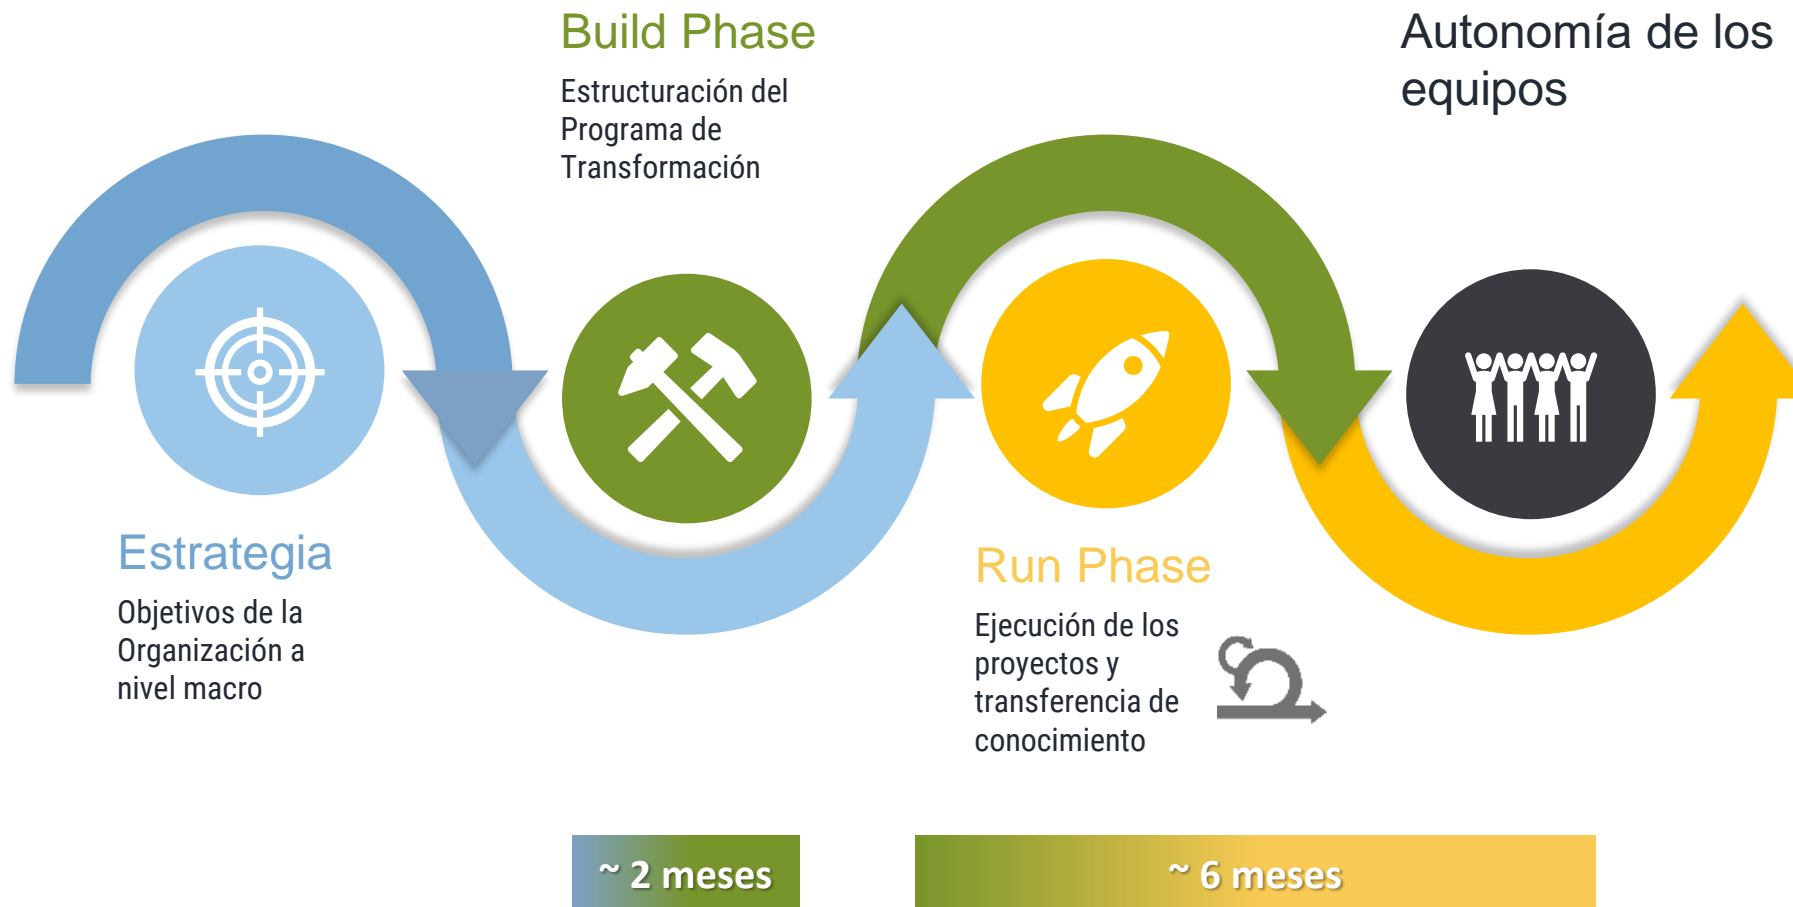 Build Phase
Estructuración del
Programa de
Transformación
Autonomía de los
equipos
Estrategia
Objetivos de la
Organización a
nivel macro
Run Phase
Ejecución de los
proyectos y
transferencia de
conocimiento
~ 2 meses
~ 6 meses